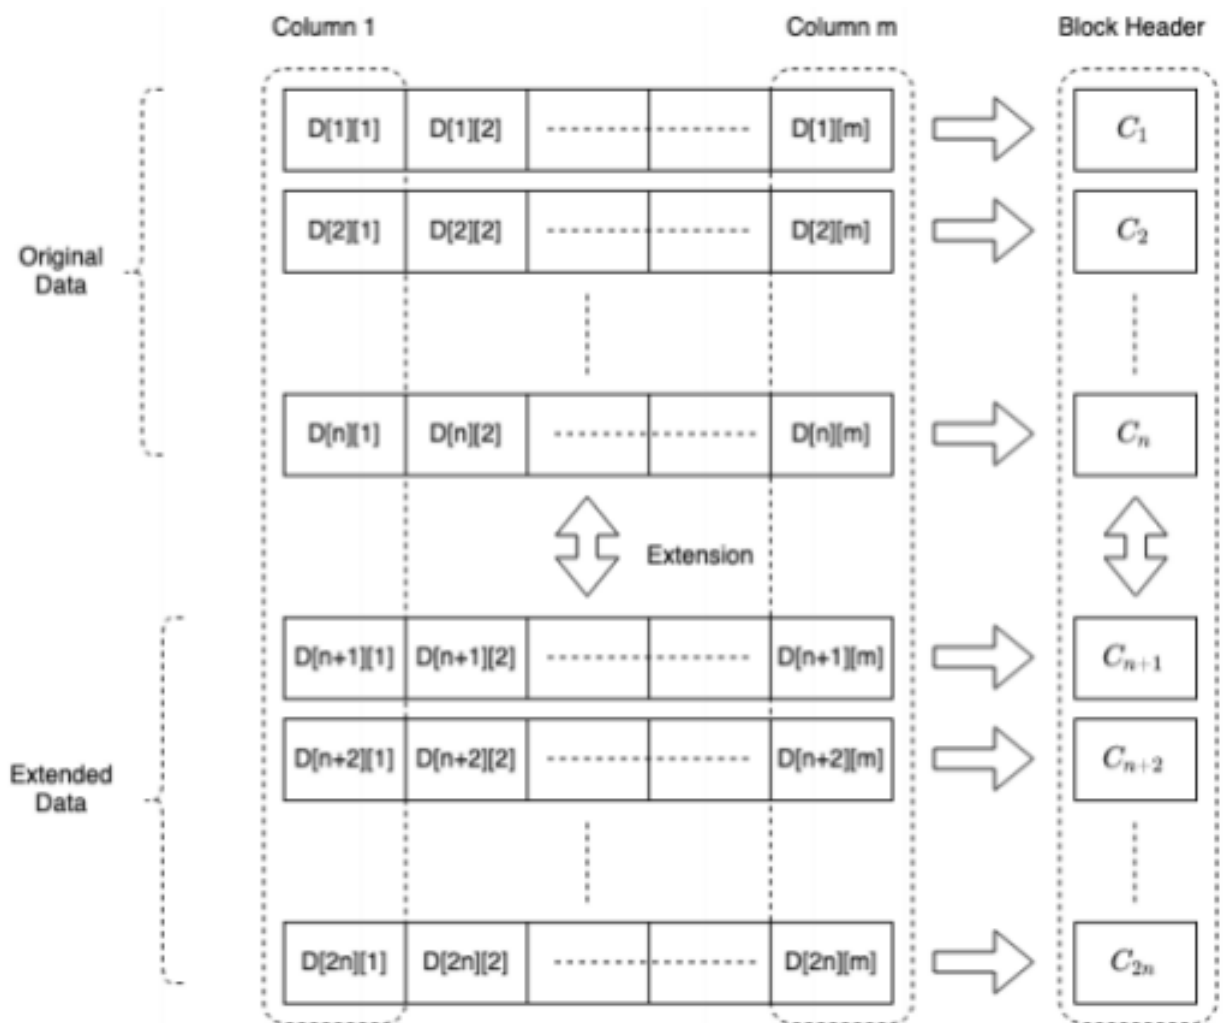 Column 1 Column m Block Header
D[1][1] D[1][2] D[1][m] C₁
D[2][1] D[2][2] D[2][m] C₂
Original
Data
D[n][1] D[n][2] D[n][m] Cₙ
Extension
D[n+1][1] D[n+1][2] D[n+1][m] Cₙ₊₁
D[n+2][1] D[n+2][2] D[n+2][m] Cₙ₊₂
Extended
Data
D[2n][1] D[2n][2] D[2n][m] C₂ₙ